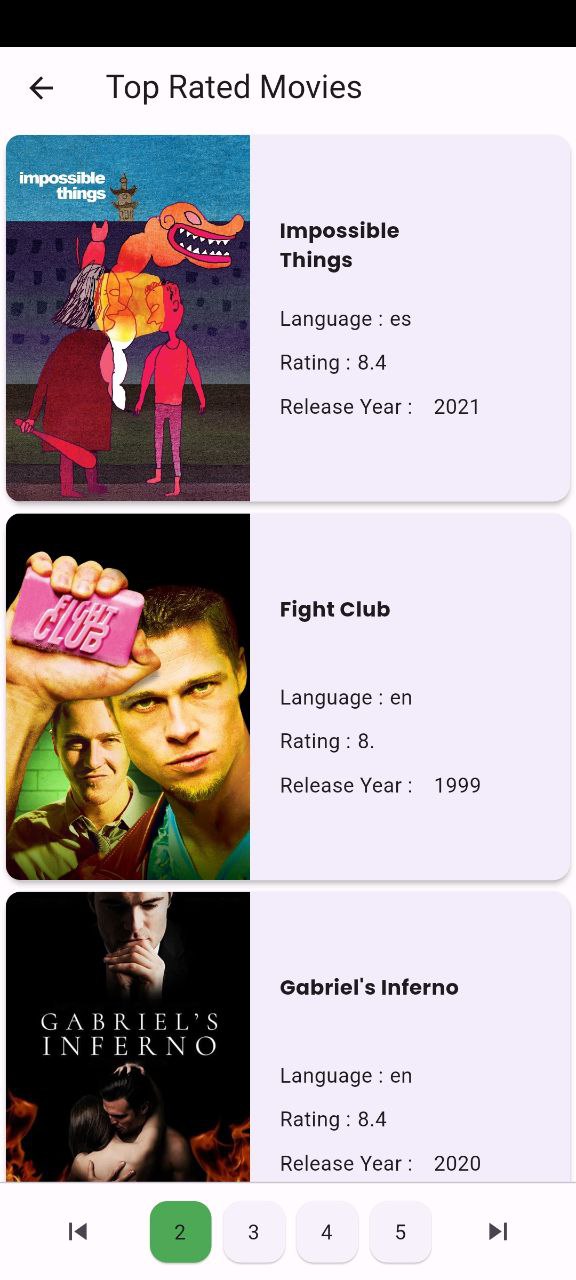 Top Rated Movies
impossible
things
Impossible
Things
Language : es
Rating : 8.4
Release Year : 2021
FIGHT
CLUB
Fight Club
Language : en
Rating : 8.
Release Year : 1999
GABRIEL'S
INFERNO
Gabriel's Inferno
Language : en
Rating : 8.4
Release Year : 2020
2 3 4 5